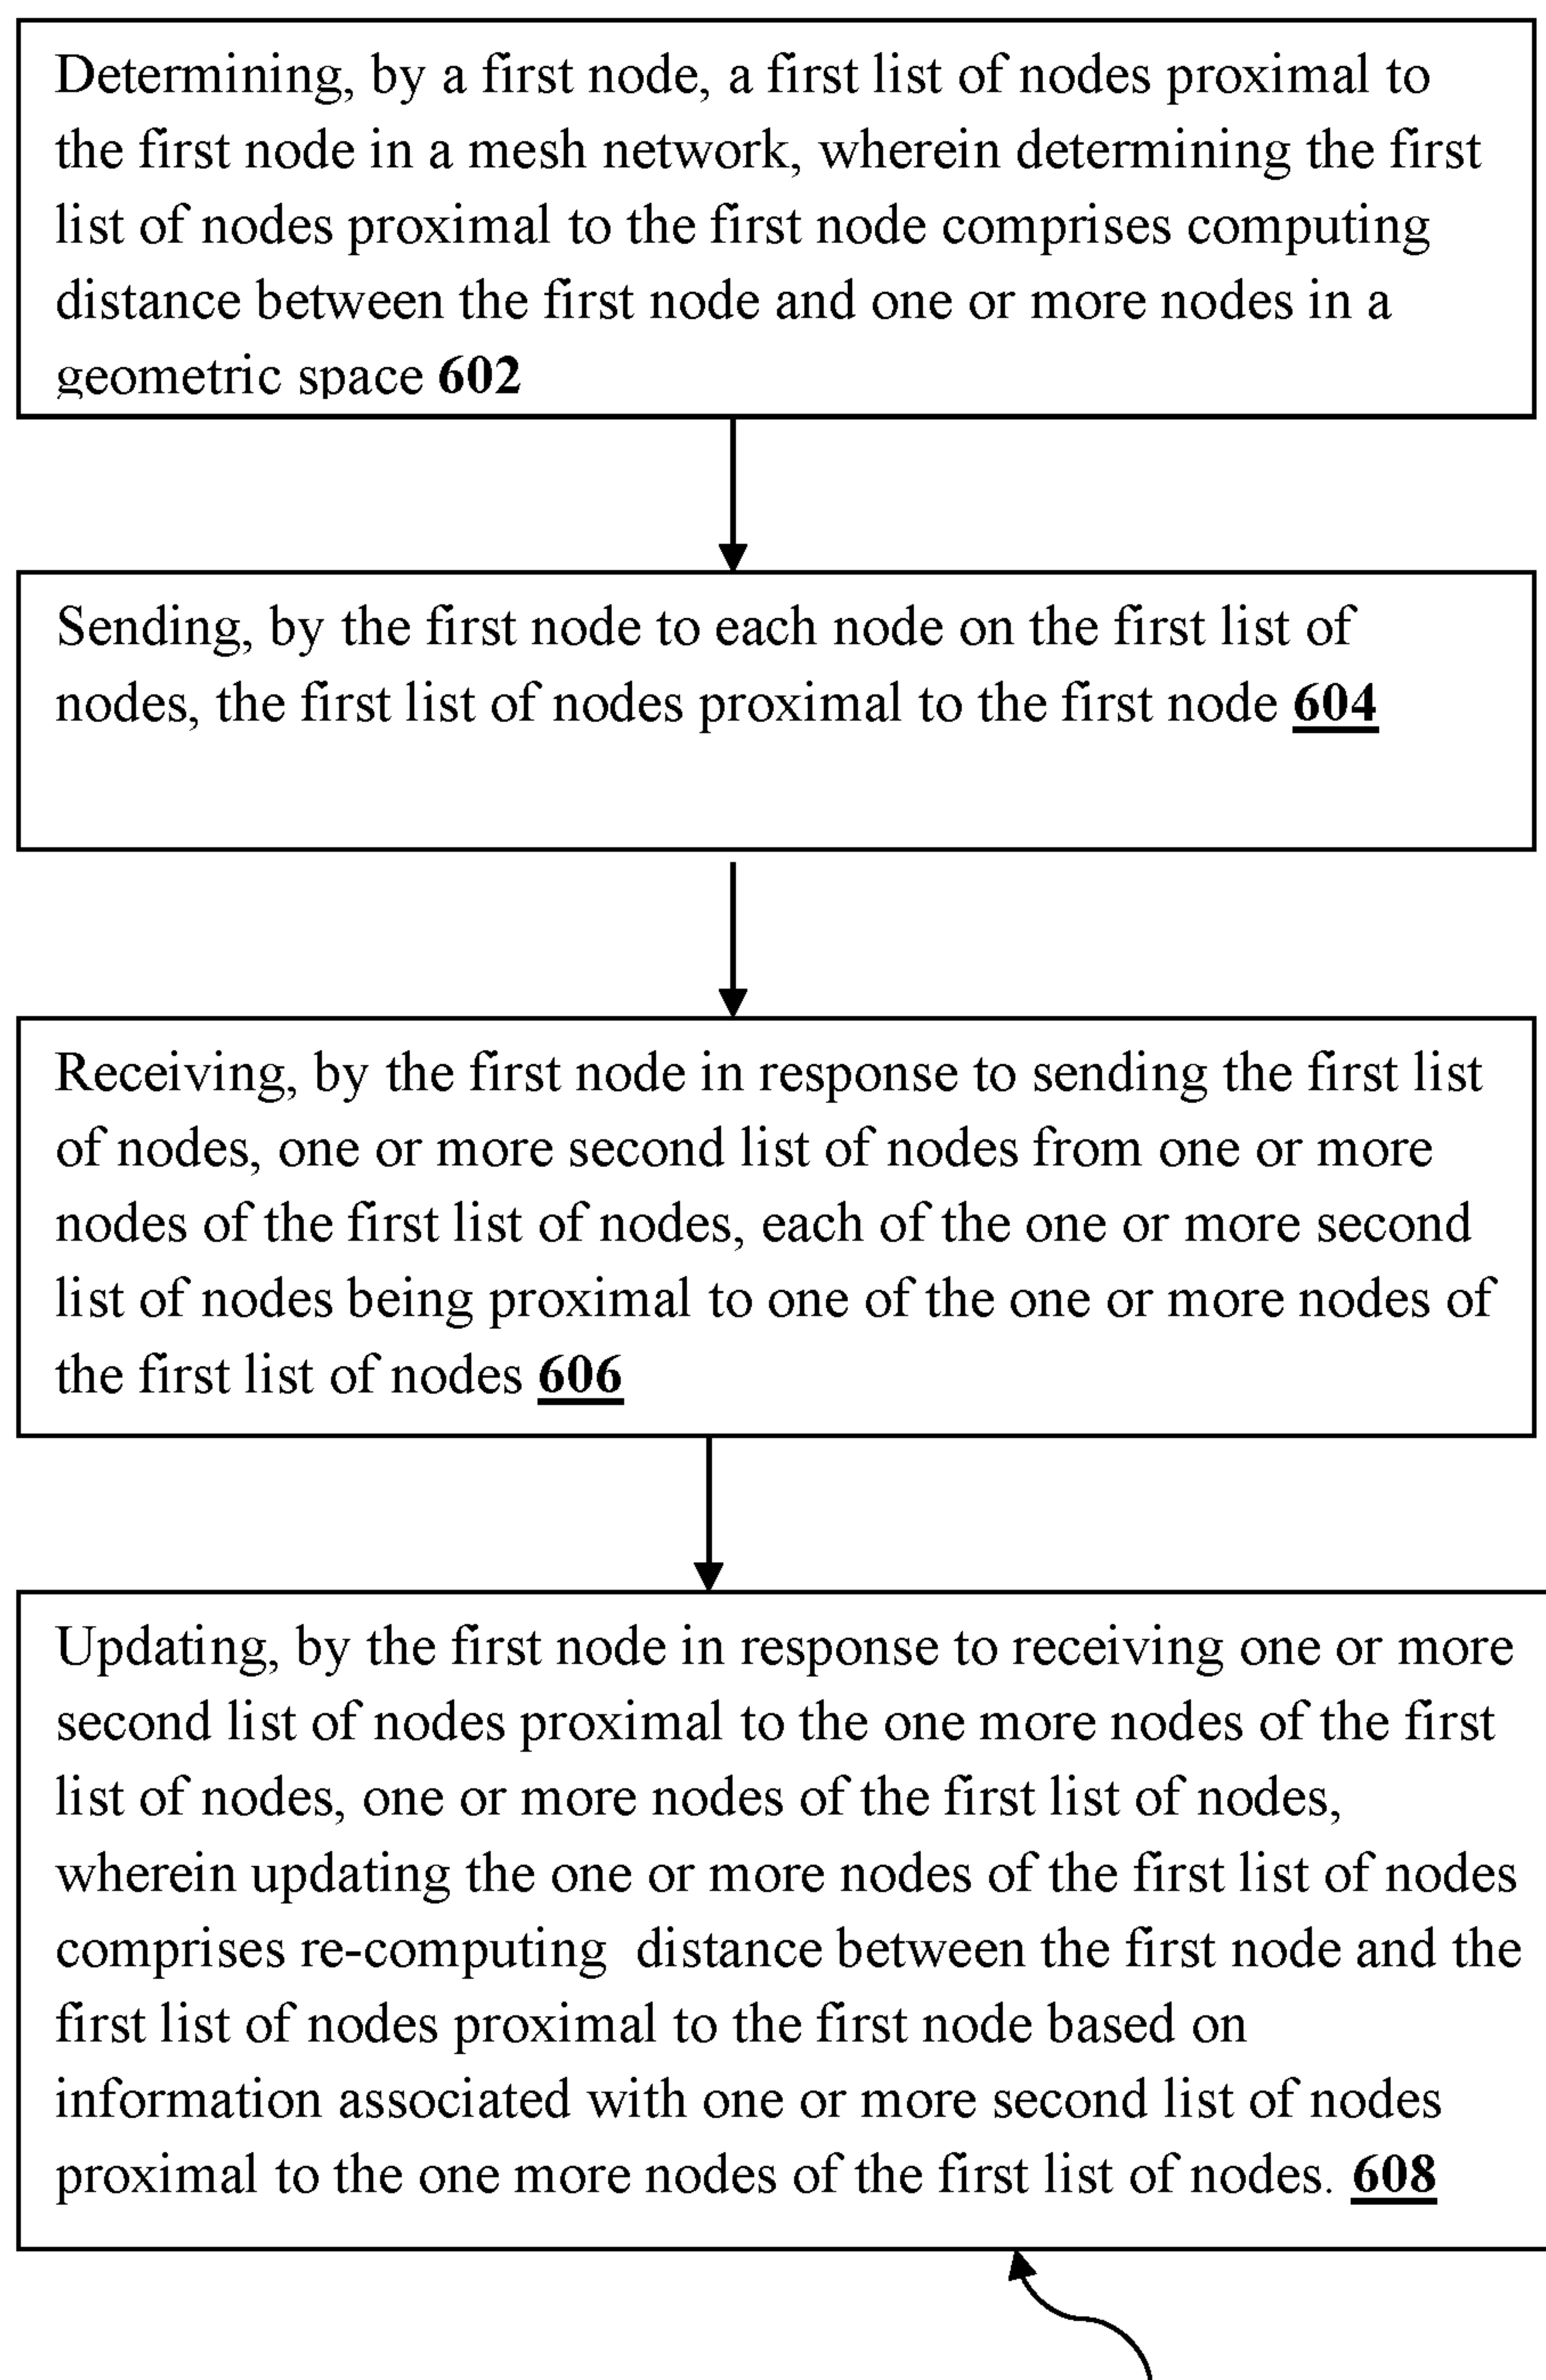 Determining, by a first node, a first list of nodes proximal to
the first node in a mesh network, wherein determining the first
list of nodes proximal to the first node comprises computing
distance between the first node and one or more nodes in a
geometric space 602
Sending, by the first node to each node on the first list of
nodes, the first list of nodes proximal to the first node 604
Receiving, by the first node in response to sending the first list
of nodes, one or more second list of nodes from one or more
nodes of the first list of nodes, each of the one or more second
list of nodes being proximal to one of the one or more nodes of
the first list of nodes 606
Updating, by the first node in response to receiving one or more
second list of nodes proximal to the one more nodes of the first
list of nodes, one or more nodes of the first list of nodes,
wherein updating the one or more nodes of the first list of nodes
comprises re-computing  distance between the first node and the
first list of nodes proximal to the first node based on
information associated with one or more second list of nodes
proximal to the one more nodes of the first list of nodes. 608